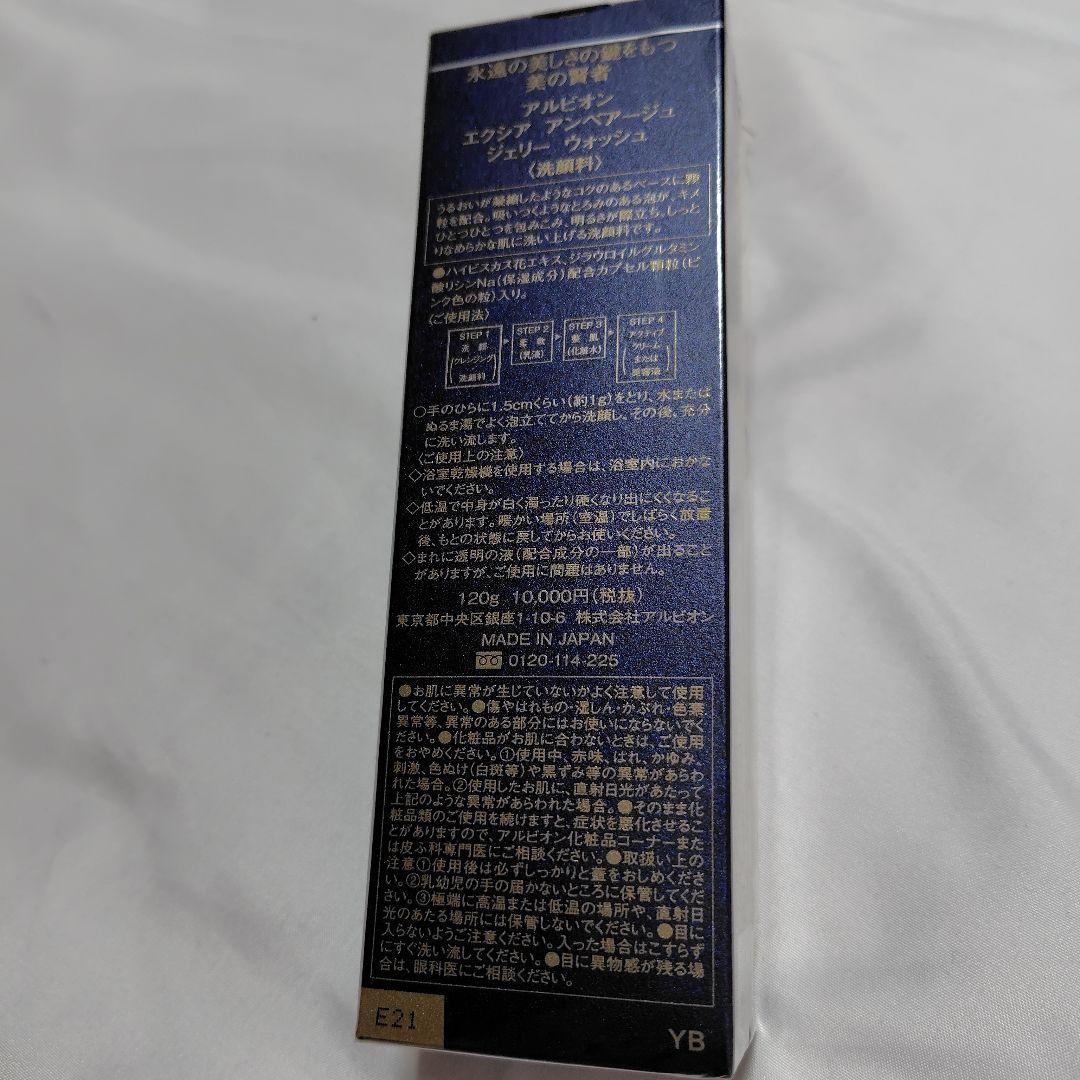 永遠の美しさの鍵をもつ
美の賢者
アルビオン
エクシア アンベアージュ
ジェリー ウォッシュ
〈洗顔料〉
うるおいが凝縮したようなコクのあるベースに顆
粒を配合。吸いつくようなとろみのある泡が、キメ
ひとつひとつを包みこみ、明るさが際立ち、しっと
りなめらかな肌に洗い上げる洗顔料です。
●ハイビスカス花エキス、ジラウロイルグルタミン
酸リシンNa(保湿成分)配合カプセル顆粒(ピ
ンク色の粒)入り。
〈ご使用法〉
STEP 1
洗顔
(クレンジング
洗顔料)
STEP 2
柔軟
(乳液)
STEP 3
整肌
(化粧水)
STEP 4
アクティブ
クリーム
または
美容液
○手のひらに1.5cmくらい(約1g)をとり、水または
ぬるま湯でよく泡立ててから洗顔し、その後、充分
に洗い流します。
〈ご使用上の注意〉
◇浴室乾燥機を使用する場合は、浴室内におかな
いでください。
◇低温で中身が白く濁ったり硬くなり出にくくなるこ
とがあります。暖かい場所(室温)でしばらく放置
後、もとの状態に戻してからお使いください。
◇まれに透明の液(配合成分の一部)が出ること
がありますが、ご使用に問題はありません。
120g 10,000円(税抜)
東京都中央区銀座1-10-6 株式会社アルビオン
MADE IN JAPAN
0120-114-225
●お肌に異常が生じていないかよく注意して使用
してください。●傷やはれもの・湿しん・かぶれ・色素
異常等、異常のある部分にはお使いにならないでく
ださい。●化粧品がお肌に合わないときは、ご使用
をおやめください。①使用中、赤味、はれ、かゆみ、
刺激、色ぬけ(白斑等)や黒ずみ等の異常があらわ
れた場合。②使用したお肌に、直射日光があたって
上記のような異常があらわれた場合。●そのまま化
粧品類のご使用を続けますと、症状を悪化させるこ
とがありますので、アルビオン化粧品コーナーまた
は皮ふ科専門医にご相談ください。●取扱い上の
注意①使用後は必ずしっかりと蓋をおしめくださ
い。②乳幼児の手の届かないところに保管してくだ
さい。③極端に高温または低温の場所や、直射日
光のあたる場所には保管しないでください。●目に
入らないようご注意ください。入った場合はこすらず
にすぐ洗い流してください。●目に異物感が残る場
合は、眼科医にご相談ください。
E21
YB